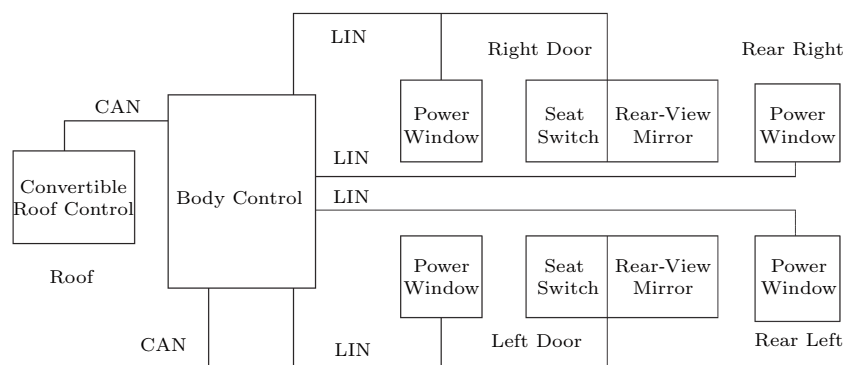 LIN
Right Door
Rear Right
CAN
Power
Window
Seat
Switch
Rear-View
Mirror
Power
Window
LIN
Convertible
Roof Control
Body Control
LIN
Roof
Power
Window
Seat
Switch
Rear-View
Mirror
Power
Window
CAN
LIN
Left Door
Rear Left